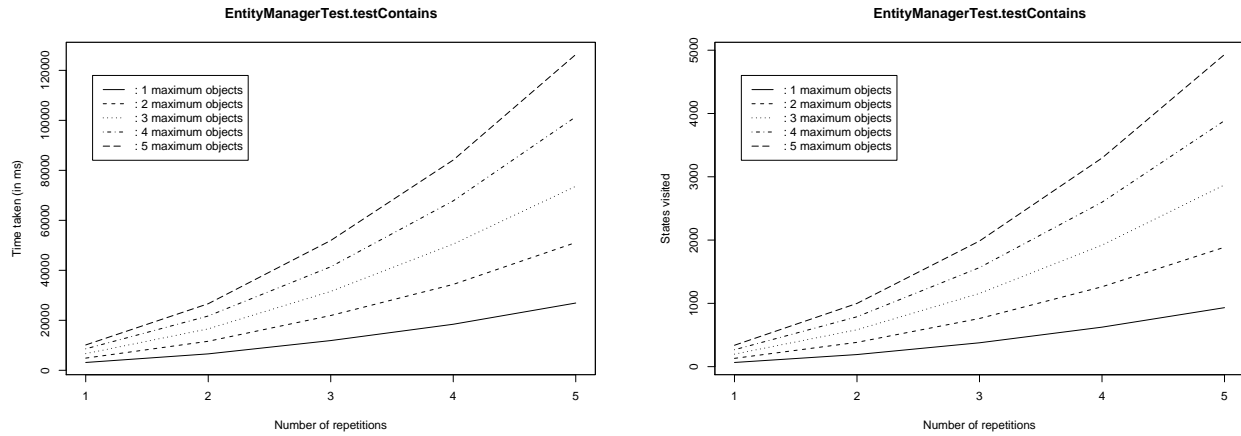 EntityManagerTest.testContains
Time taken (in ms)
0
20000
40000
60000
80000
100000
120000
: 1 maximum objects
: 2 maximum objects
: 3 maximum objects
: 4 maximum objects
: 5 maximum objects
1 2 3 4 5
Number of repetitions
EntityManagerTest.testContains
States visited
0
1000
2000
3000
4000
5000
: 1 maximum objects
: 2 maximum objects
: 3 maximum objects
: 4 maximum objects
: 5 maximum objects
1 2 3 4 5
Number of repetitions